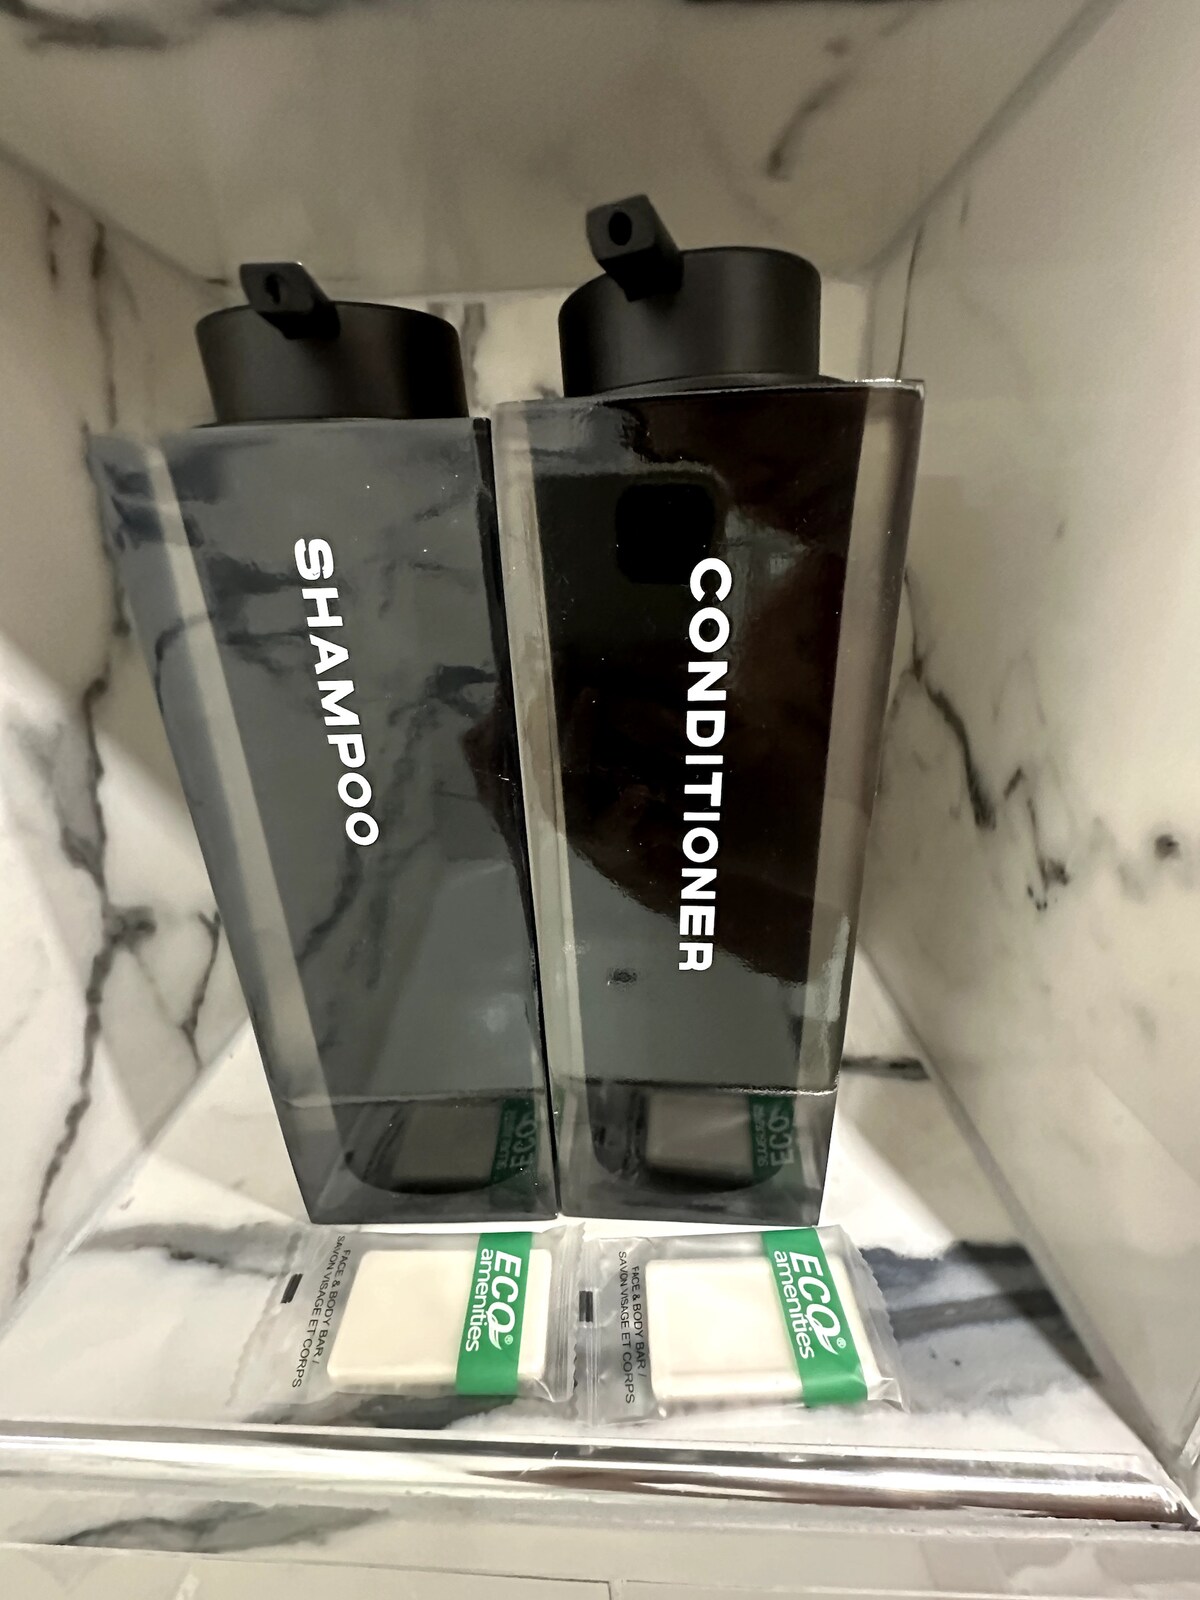 SHAMPOO
CONDITIONER
FACE & BODY BAR /
SAVON VISAGE ET CORPS
ECO®
amenities
FACE & BODY BAR /
SAVON VISAGE ET CORPS
ECO®
amenities